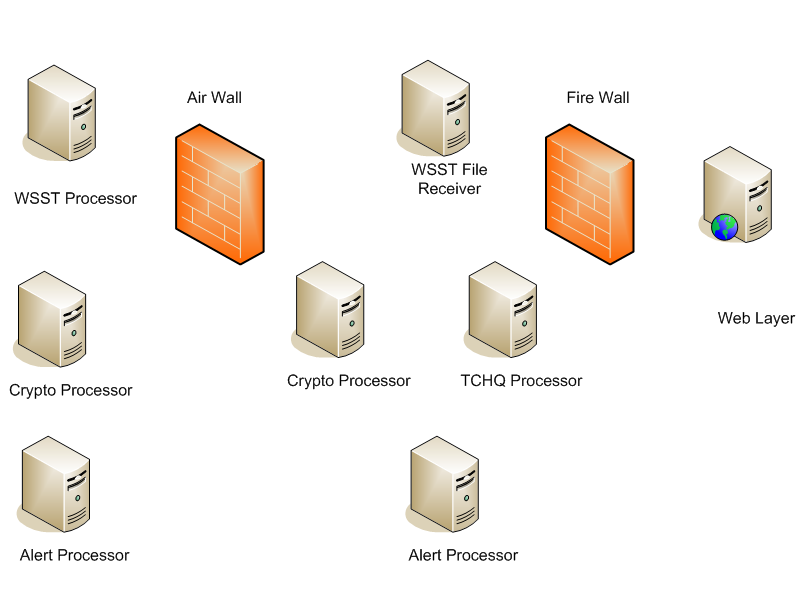 Air Wall
Fire Wall
WSST File
Receiver
WSST Processor
Web Layer
Crypto Processor
Crypto Processor
TCHQ Processor
Alert Processor
Alert Processor